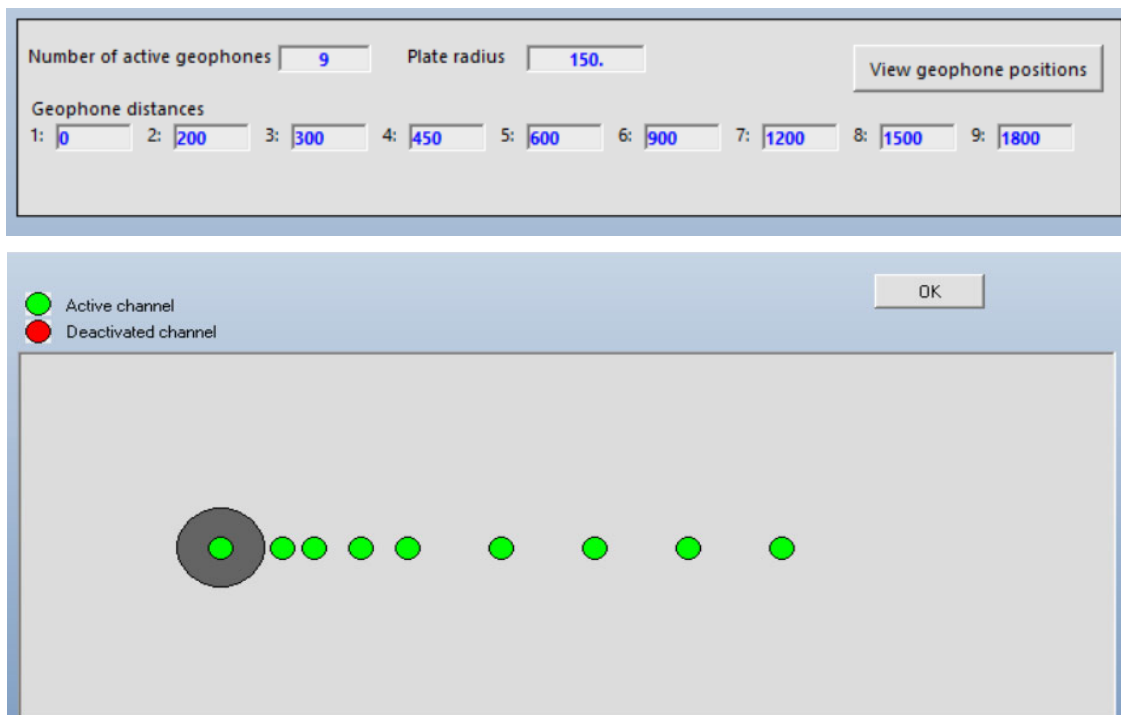 Number of active geophones 9 Plate radius 150. View geophone positions
Geophone distances
1: 0 2: 200 3: 300 4: 450 5: 600 6: 900 7: 1200 8: 1500 9: 1800
OK
Active channel
Deactivated channel